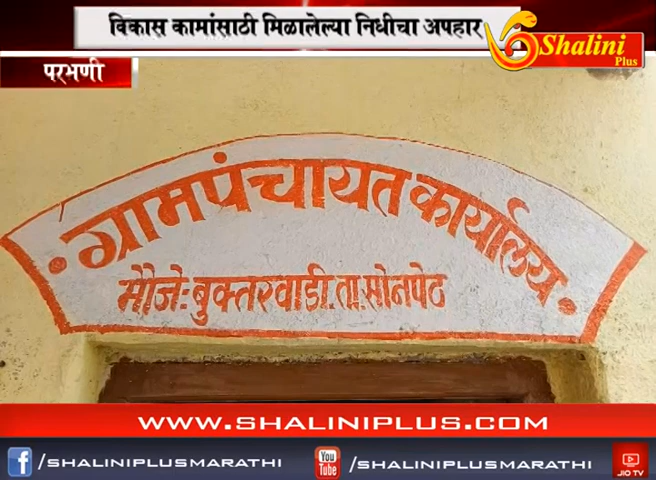 विकास कामांसाठी मिळालेल्या निधीचा अपहार
Shalini
Plus
परभणी
ग्रामपंचायत कार्यालय
मौजे: बुक्तरवाडी. ता. सोनपेठ
WWW.SHALINIPLUS.COM
f /SHALINIPLUSMARATHI
You Tube /SHALINIPLUSMARATHI
JIO TV